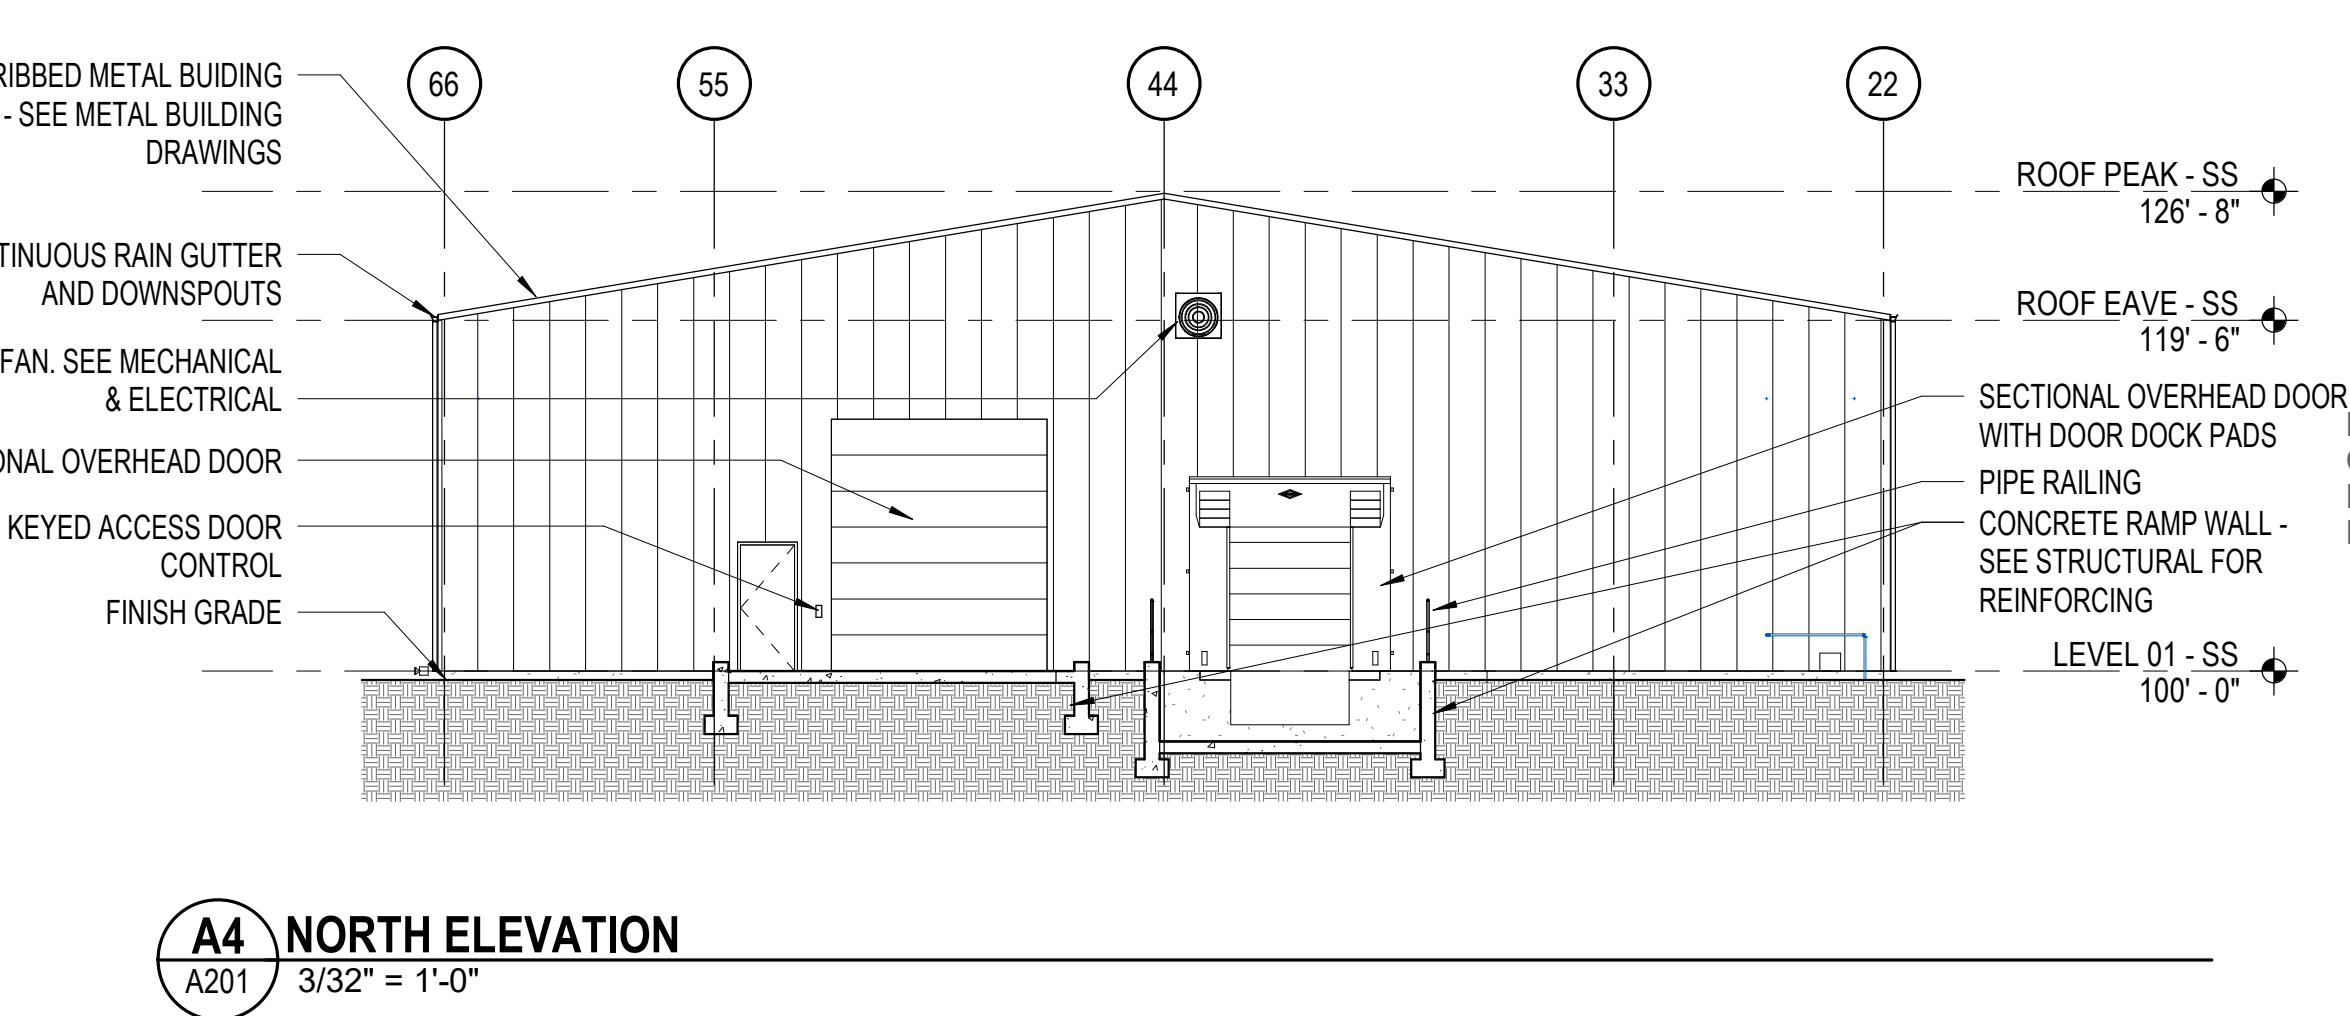 66
55
44
33
22
RIBBED METAL BUIDING
- SEE METAL BUILDING
DRAWINGS
TINUOUS RAIN GUTTER
AND DOWNSPOUTS
FAN. SEE MECHANICAL
& ELECTRICAL
ONAL OVERHEAD DOOR
KEYED ACCESS DOOR
CONTROL
FINISH GRADE
ROOF PEAK - SS
126' - 8"
ROOF EAVE - SS
119' - 6"
SECTIONAL OVERHEAD DOOR
WITH DOOR DOCK PADS
PIPE RAILING
CONCRETE RAMP WALL -
SEE STRUCTURAL FOR
REINFORCING
LEVEL 01 - SS
100' - 0"
A4
A201
NORTH ELEVATION
3/32" = 1'-0"